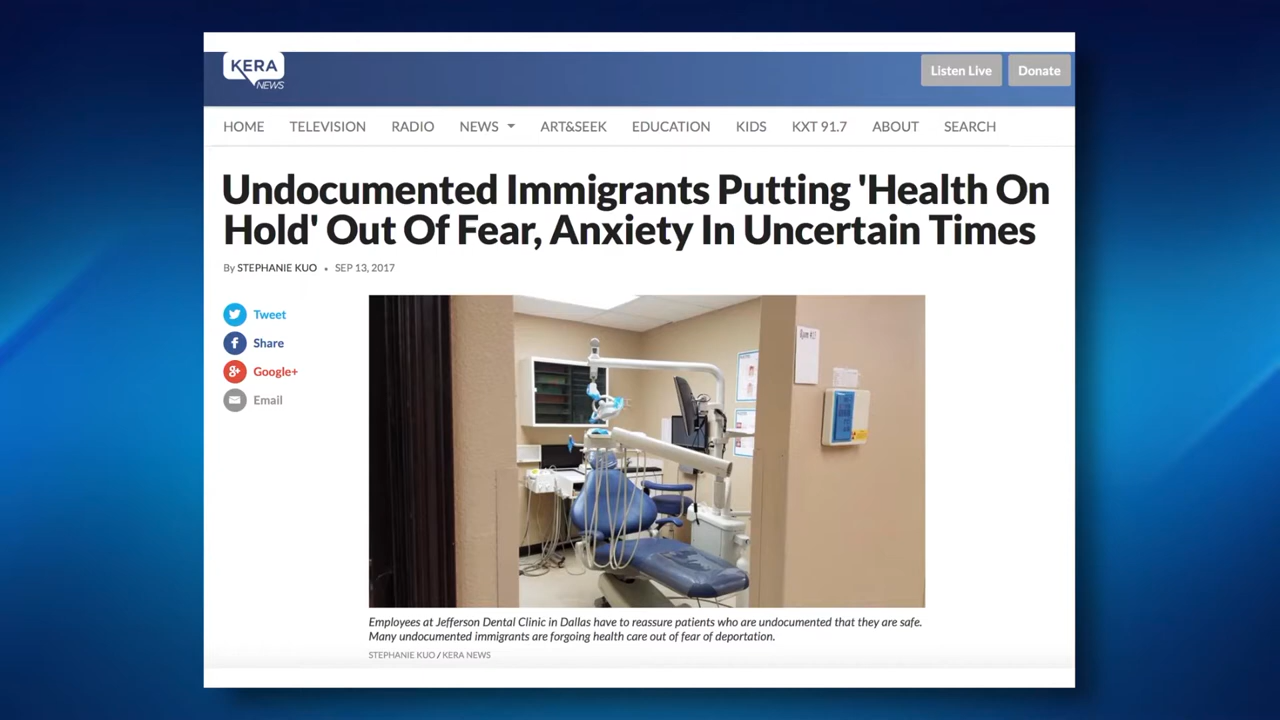 KERA
NEWS
Listen Live
Donate
HOME TELEVISION RADIO NEWS ART&SEEK EDUCATION KIDS KXT 91.7 ABOUT SEARCH
Undocumented Immigrants Putting 'Health On
Hold' Out Of Fear, Anxiety In Uncertain Times
By STEPHANIE KUO • SEP 13, 2017
Tweet
Share
Google+
Email
Employees at Jefferson Dental Clinic in Dallas have to reassure patients who are undocumented that they are safe.
Many undocumented immigrants are forgoing health care out of fear of deportation.
STEPHANIE KUO / KERA NEWS